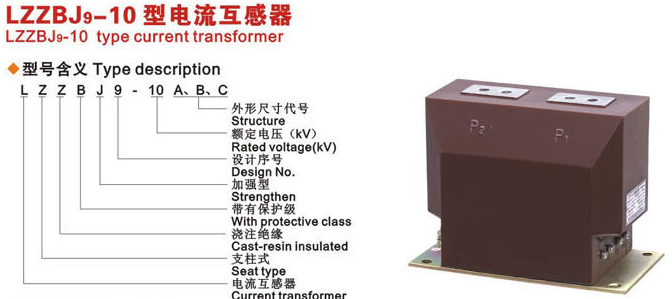 LZZBJ9-10 型电流互感器
LZZBJ9-10 type current transformer
型号含义 Type description
L Z Z B J 9 - 10 A、B、C
外形尺寸代号
Structure
额定电压（kV）
Rated voltage(kV)
设计序号
Design No.
加强型
Strengthen
带有保护级
With protective class
浇注绝缘
Cast-resin insulated
支柱式
Seat type
电流互感器
Current transformer
P2 P1